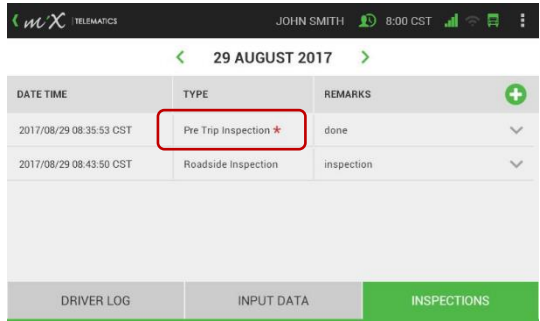 mix TELEMATICS JOHN SMITH 8:00 CST
29 AUGUST 2017
DATE TIME TYPE REMARKS
2017/08/29 08:35:53 CST Pre Trip Inspection * done
2017/08/29 08:43:50 CST Roadside Inspection inspection
DRIVER LOG INPUT DATA INSPECTIONS